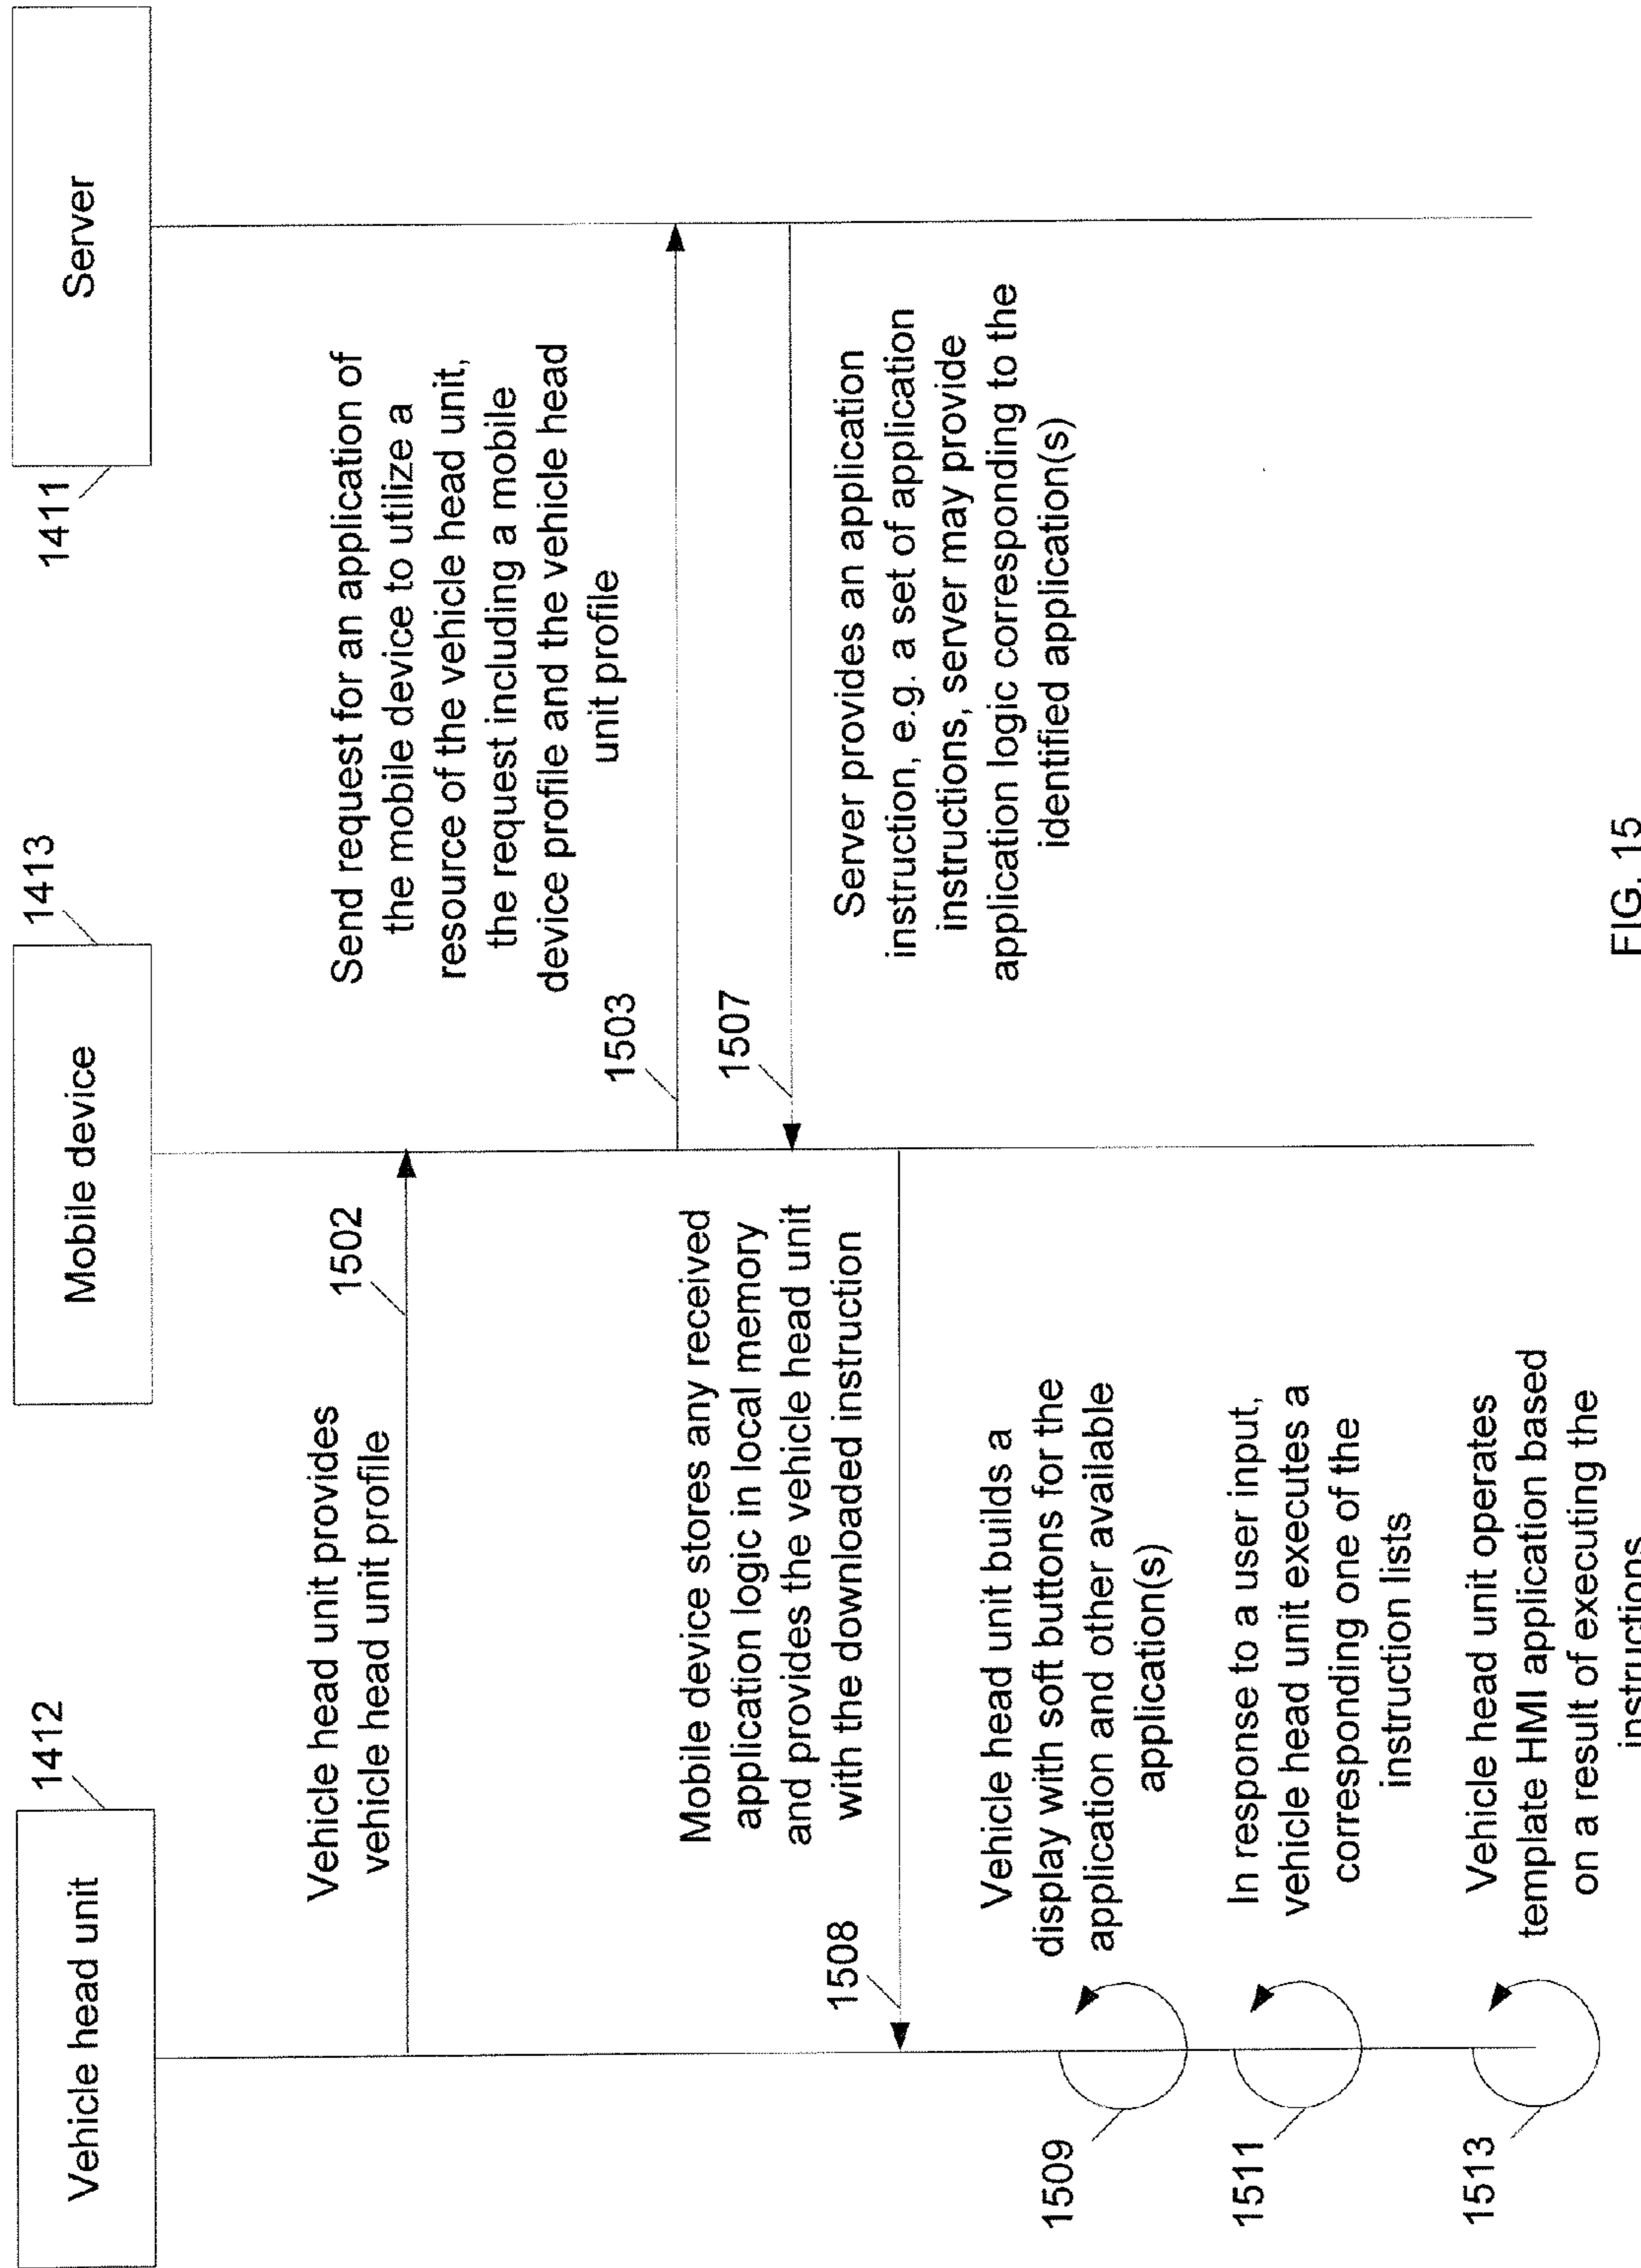 Vehicle head unit
1412
Mobile device
1413
Server
1411
Vehicle head unit provides
vehicle head unit profile
1502
Send request for an application of
the mobile device to utilize a
resource of the vehicle head unit,
the request including a mobile
device profile and the vehicle head
unit profile
1503
1507
Server provides an application
instruction, e.g. a set of application
instructions, server may provide
application logic corresponding to the
identified application(s)
Mobile device stores any received
application logic in local memory
and provides the vehicle head unit
with the downloaded instruction
1508
Vehicle head unit builds a
display with soft buttons for the
application and other available
application(s)
1509
In response to a user input,
vehicle head unit executes a
corresponding one of the
instruction lists
1511
Vehicle head unit operates
template HMI application based
on a result of executing the
instructions
1513
FIG. 15